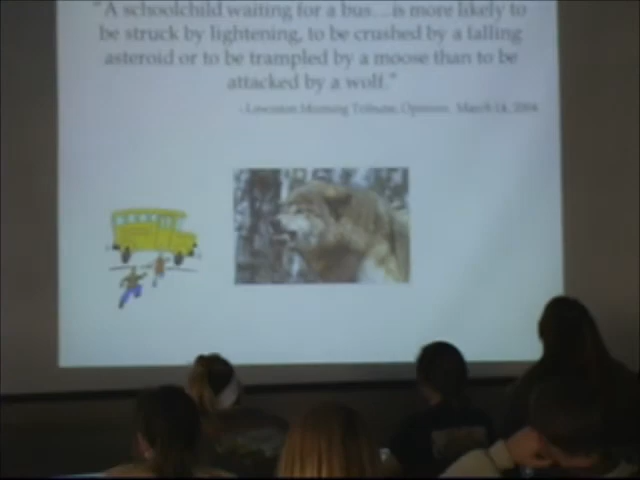 "A schoolchild waiting for a bus...is more likely to
be struck by lightening, to be crushed by a falling
asteroid or to be trampled by a moose than to be
attacked by a wolf."
- Lewiston Morning Tribune, Opinion. March 14, 2004